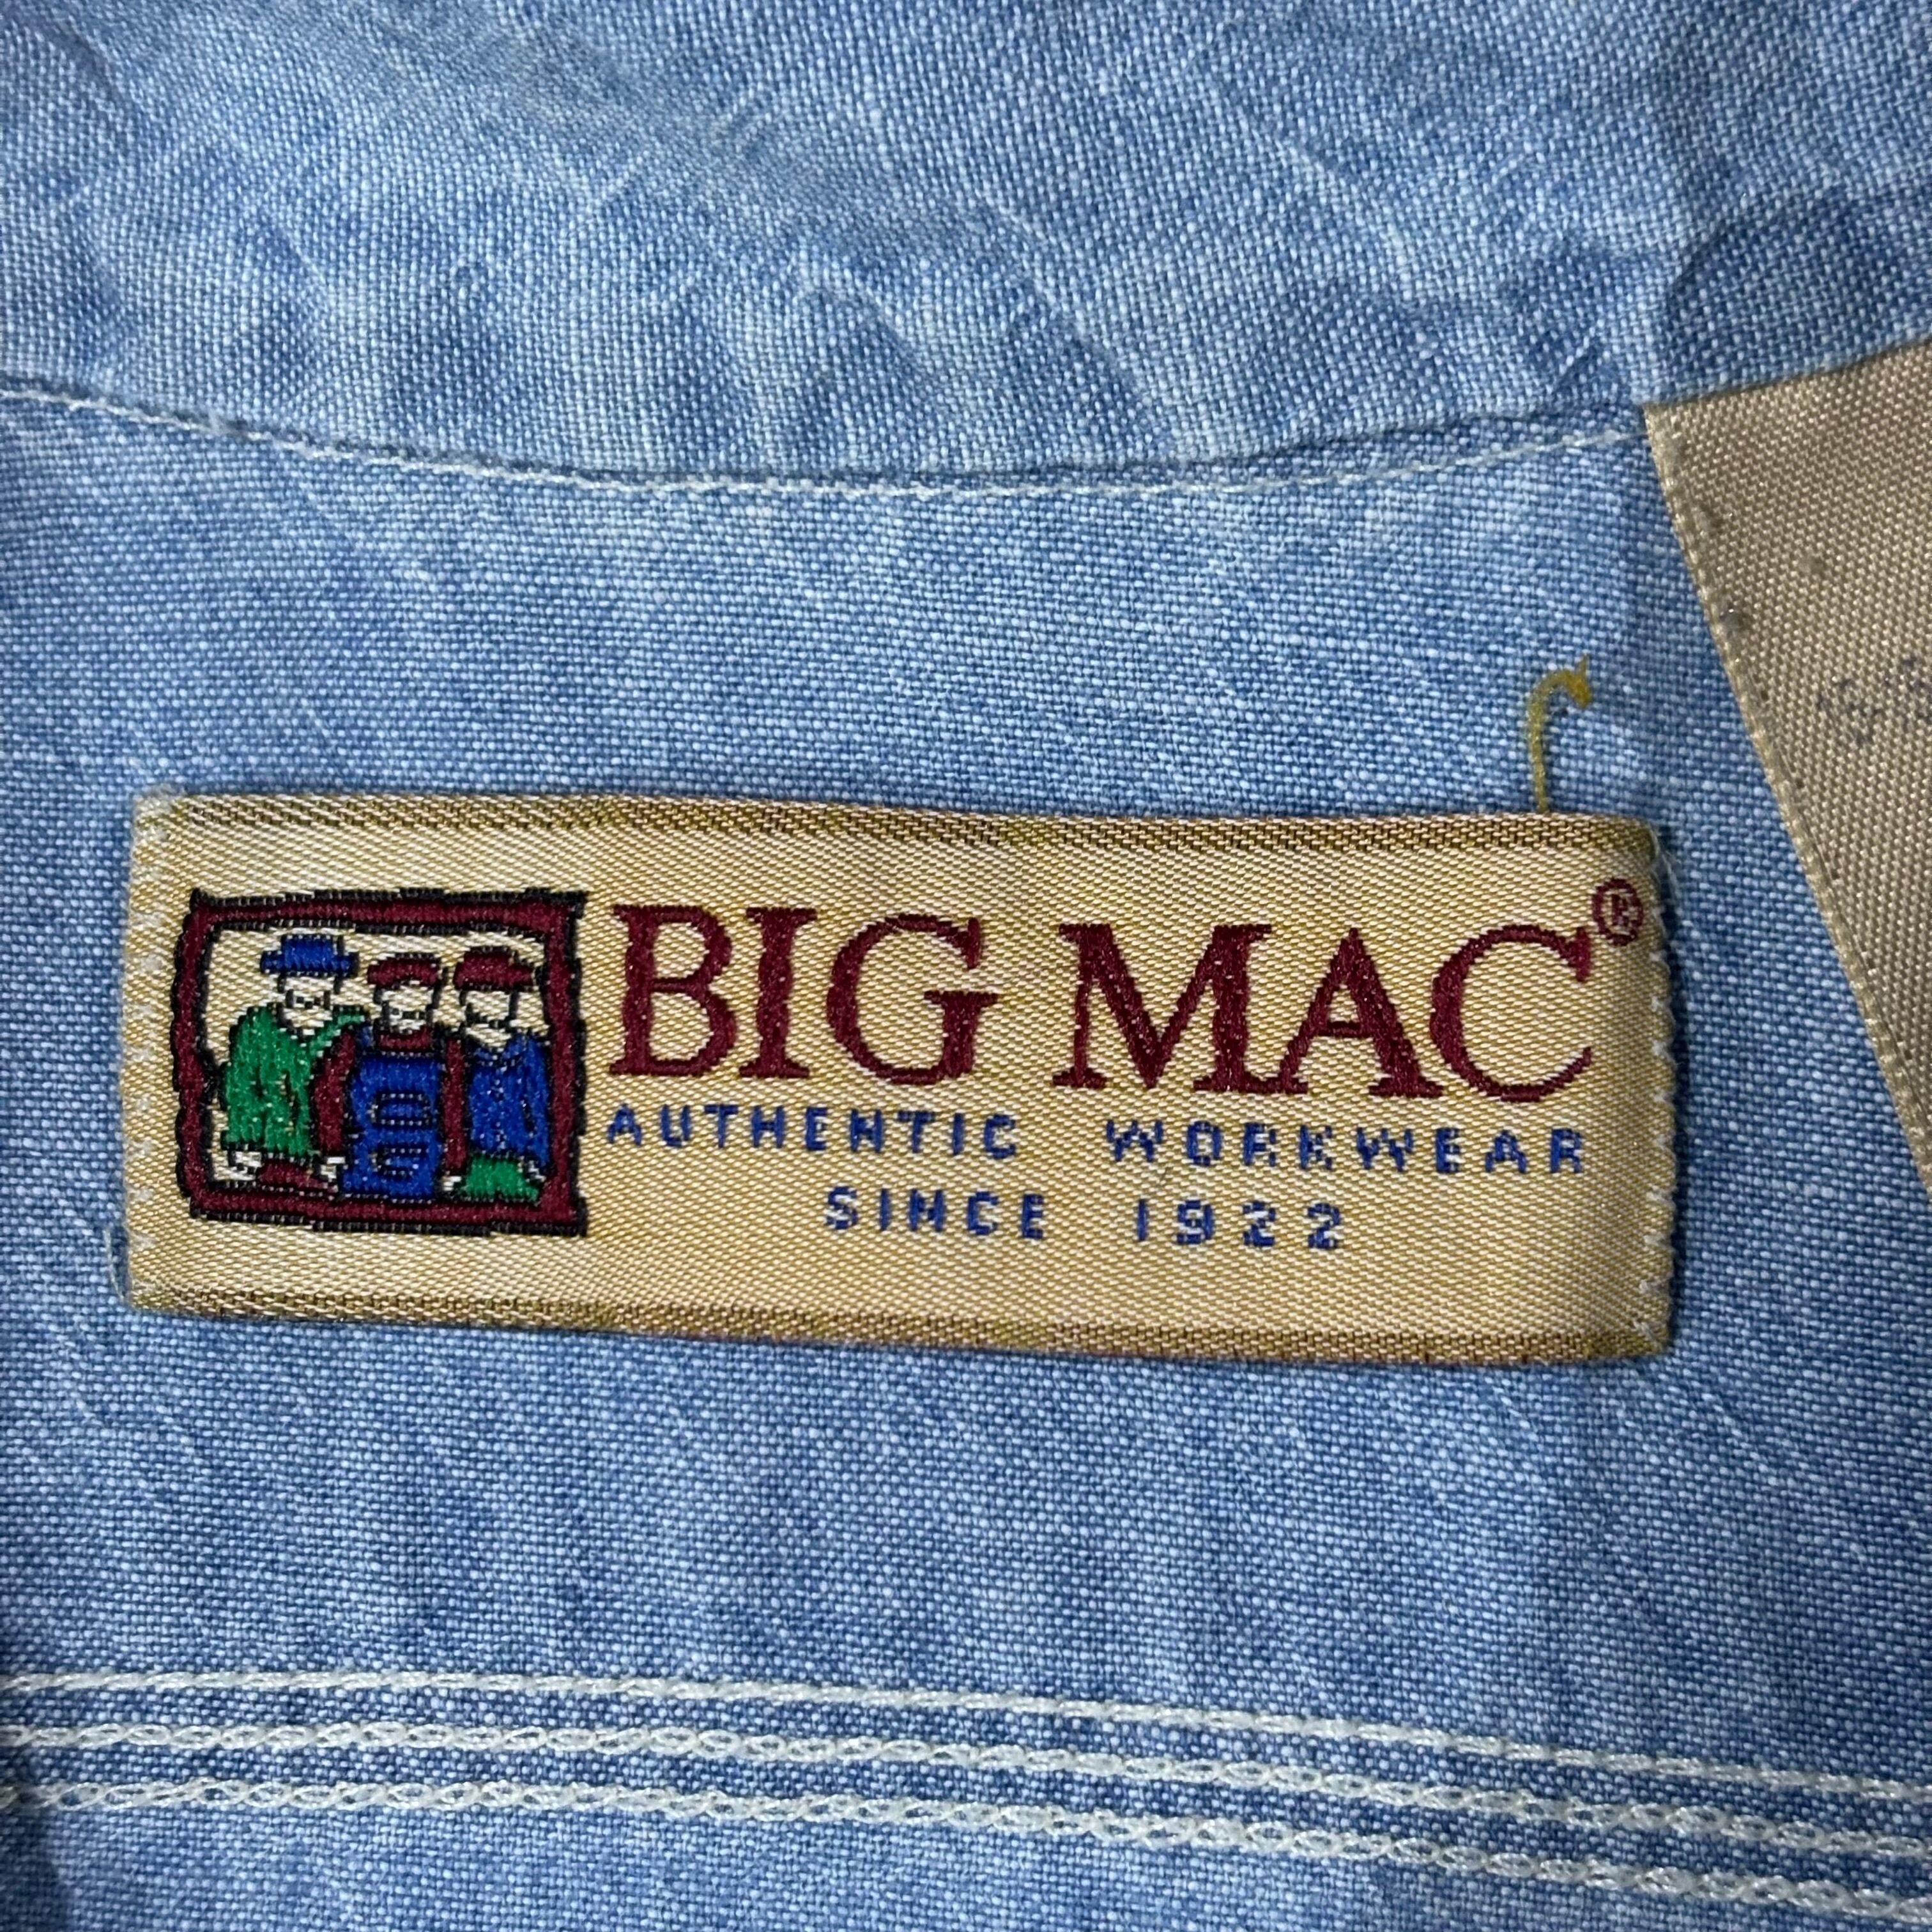 BIG MAC®
AUTHENTIC WORKWEAR
SINCE 1922